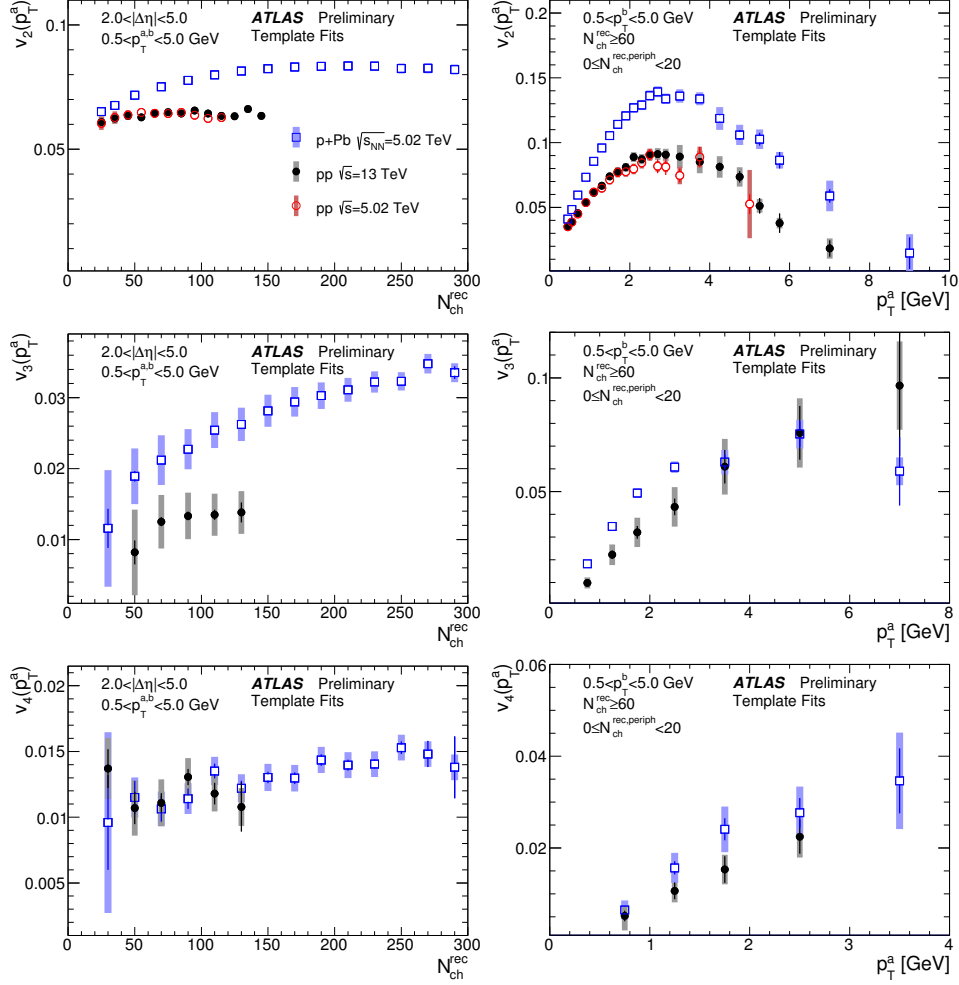 v₂(p_T^a)
0.1
0.05
2.0<|Δη|<5.0
0.5<p_T^{a,b}<5.0 GeV
ATLAS Preliminary
Template Fits
p+Pb √s_NN=5.02 TeV
pp √s=13 TeV
pp √s=5.02 TeV
0 50 100 150 200 250 300
N_ch^rec
v₂(p_T^a)
0.2
0.15
0.10
0.05
0.00
0.5<p_T^b<5.0 GeV
N_ch^rec≥60
0≤N_ch^{rec,periph}<20
ATLAS Preliminary
Template Fits
0 2 4 6 8 10
p_T^a [GeV]
v₃(p_T^a)
0.03
0.02
0.01
2.0<|Δη|<5.0
0.5<p_T^{a,b}<5.0 GeV
ATLAS Preliminary
Template Fits
0 50 100 150 200 250 300
N_ch^rec
v₃(p_T^a)
0.1
0.05
0.5<p_T^b<5.0 GeV
N_ch^rec≥60
0≤N_ch^{rec,periph}<20
ATLAS Preliminary
Template Fits
0 2 4 6 8
p_T^a [GeV]
v₄(p_T^a)
0.02
0.015
0.01
0.005
2.0<|Δη|<5.0
0.5<p_T^{a,b}<5.0 GeV
ATLAS Preliminary
Template Fits
0 50 100 150 200 250 300
N_ch^rec
v₄(p_T^a)
0.06
0.04
0.02
0.5<p_T^b<5.0 GeV
N_ch^rec≥60
0≤N_ch^{rec,periph}<20
ATLAS Preliminary
Template Fits
0 1 2 3 4
p_T^a [GeV]